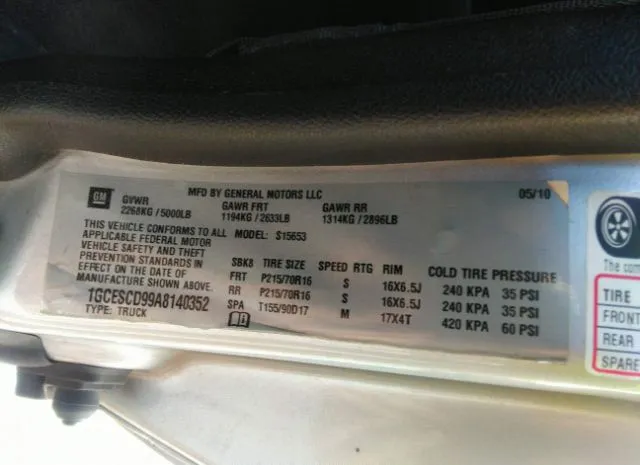 GM
MFD BY GENERAL MOTORS LLC 05/10
GVWR GAWR FRT GAWR RR
2268KG / 5000LB 1194KG / 2633LB 1314KG / 2896LB
THIS VEHICLE CONFORMS TO ALL MODEL: S15653
APPLICABLE FEDERAL MOTOR
VEHICLE SAFETY AND THEFT
PREVENTION STANDARDS IN
EFFECT ON THE DATE OF
MANUFACTURE SHOWN ABOVE.
1GCESCD99A8140352
TYPE: TRUCK
SBK8 TIRE SIZE SPEED RTG RIM COLD TIRE PRESSURE
FRT P215/70R16 S 16X6.5J 240 KPA 35 PSI
RR P215/70R16 S 16X6.5J 240 KPA 35 PSI
SPA T155/90D17 M 17X4T 420 KPA 60 PSI
The com
TIRE
FRONT
REAR
SPARE